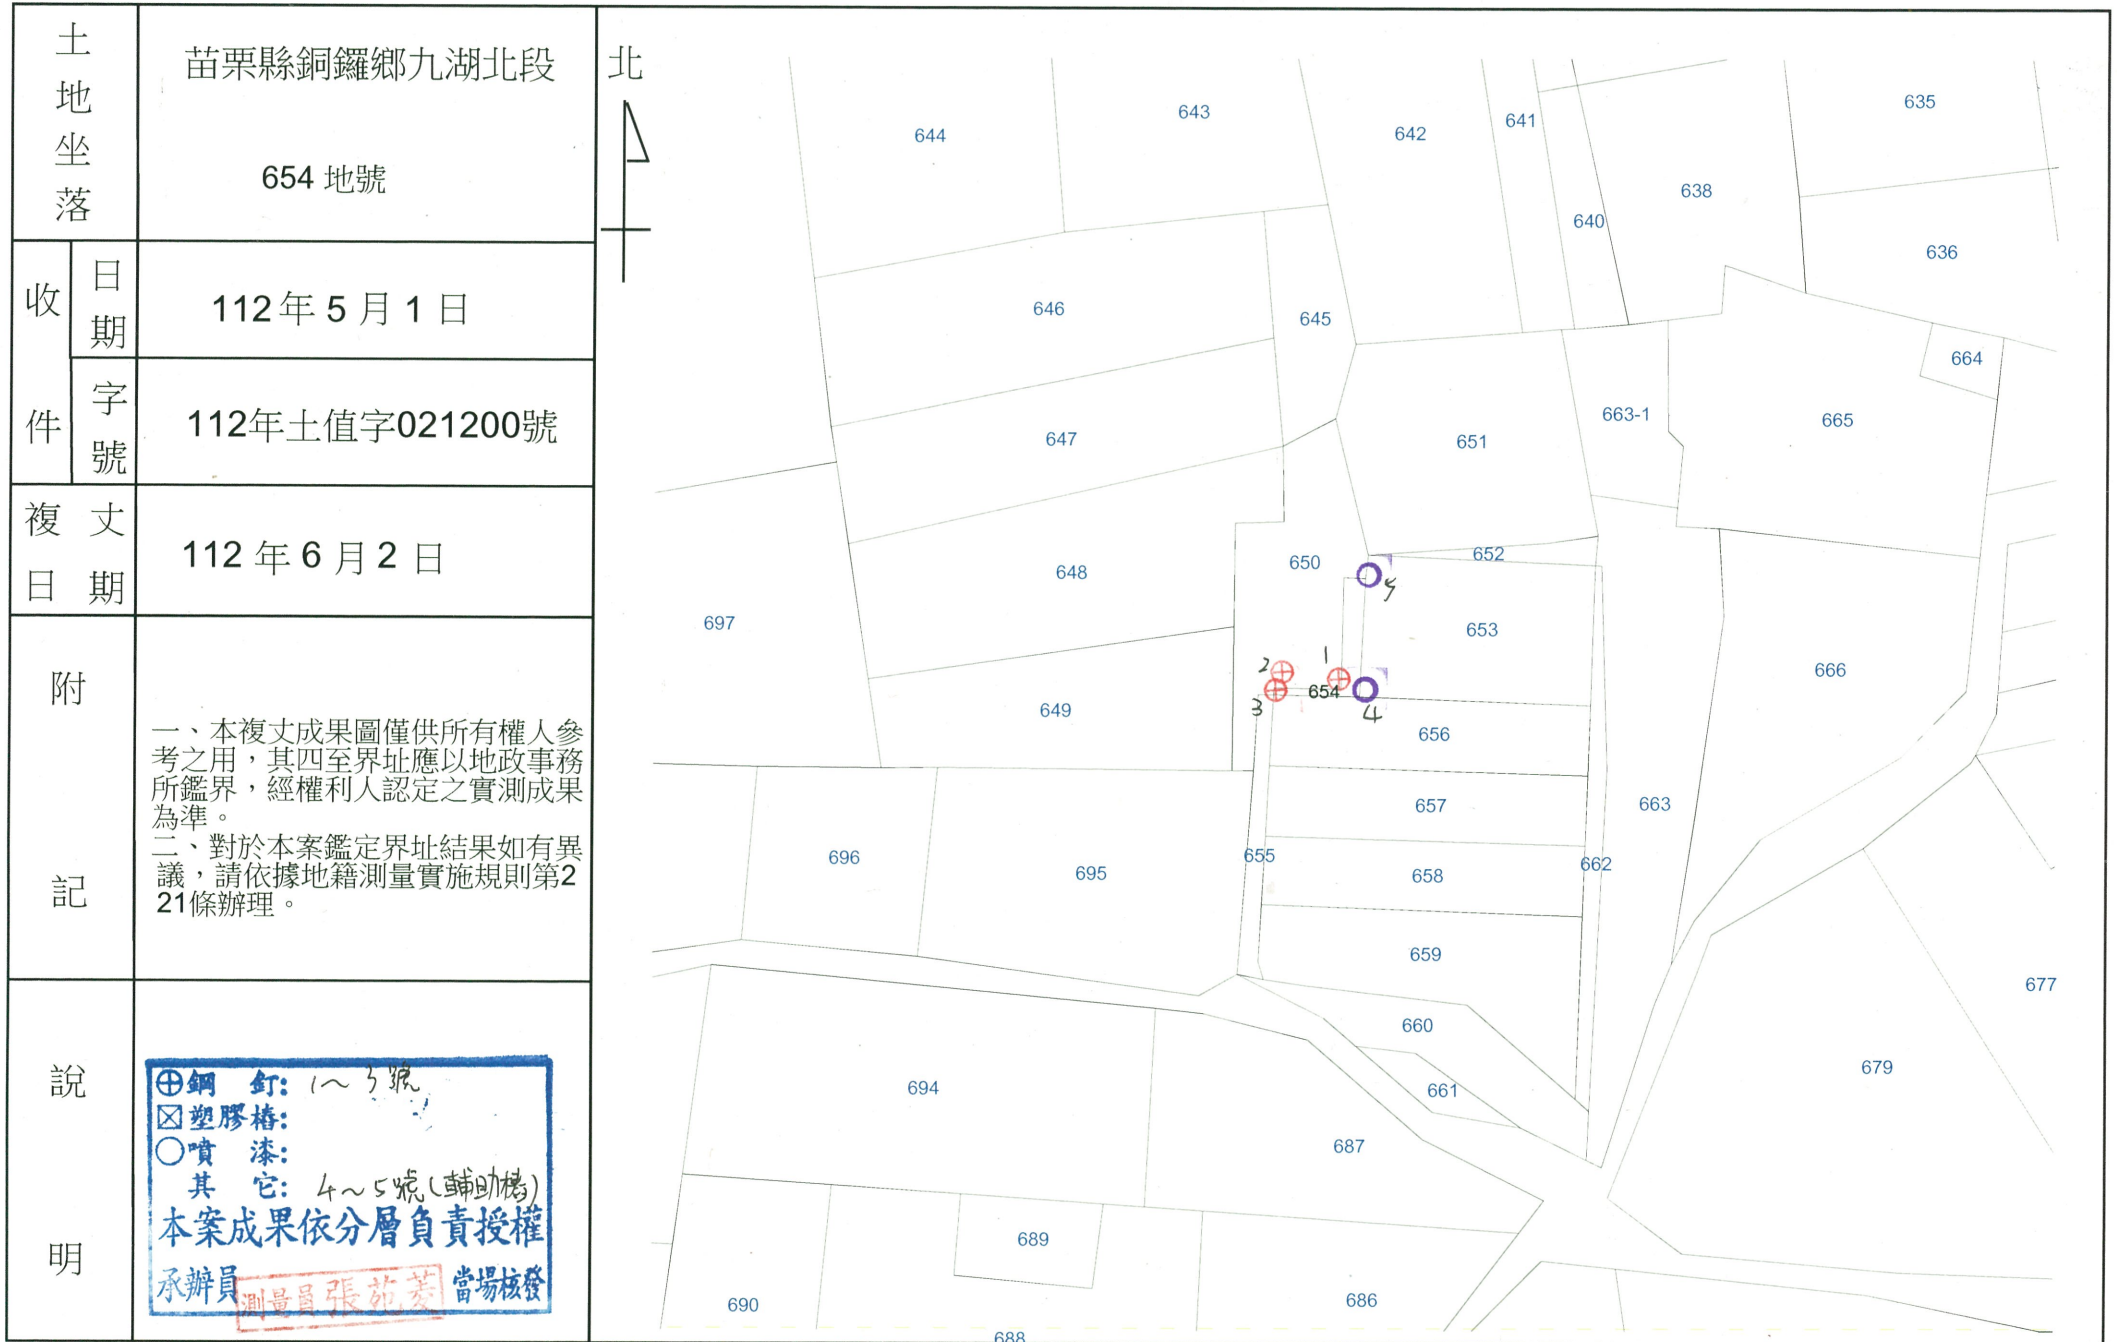 土地坐落
苗栗縣銅鑼鄉九湖北段
654 地號
收件
日期
112 年 5 月 1 日
字號
112年土值字021200號
複丈日期
112 年 6 月 2 日
附記
一、本複丈成果圖僅供所有權人參
考之用，其四至界址應以地政事務
所鑑界，經權利人認定之實測成果
為準。
二、對於本案鑑定界址結果如有異
議，請依據地籍測量實施規則第2
21條辦理。
說明
鋼釘: 1～3號
塑膠樁:
噴漆:
其它: 4～5號(輔助樁)
本案成果依分層負責授權
承辦員
測量員張苑菱
當場核發
北
644
643
642
641
635
638
640
636
646
645
664
647
651
663-1
665
650
652
648
5
697
653
2
1
666
654
3
4
649
656
657
663
696
695
655
658
662
659
677
660
694
661
679
687
689
690
686
688